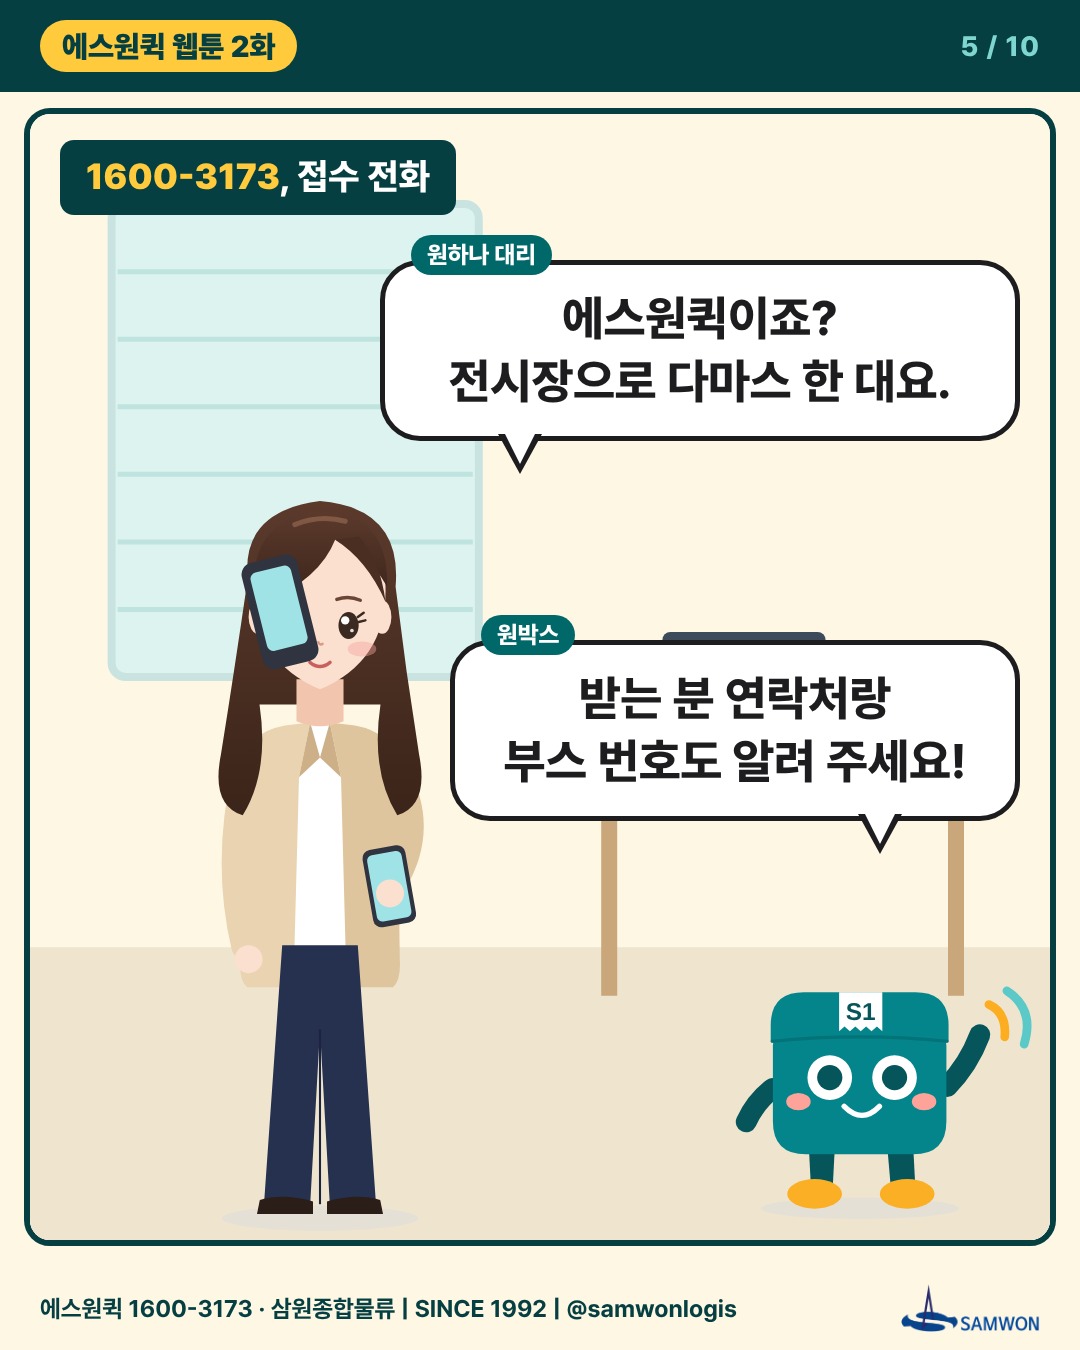 에스원퀵 웹툰 2화
5 / 10
1600-3173, 접수 전화
원하나 대리
에스원퀵이죠?
전시장으로 다마스 한 대요.
원박스
받는 분 연락처랑
부스 번호도 알려 주세요!
S1
에스원퀵 1600-3173 · 삼원종합물류 | SINCE 1992 | @samwonlogis
SAMWON